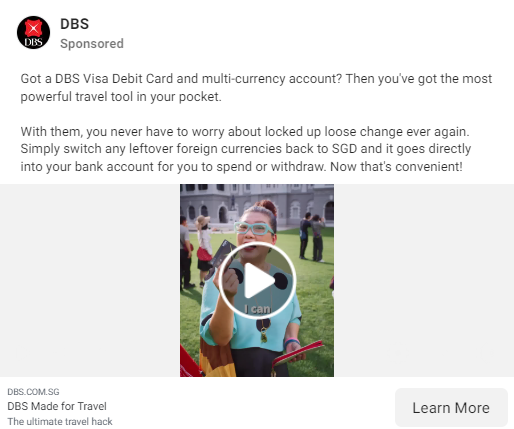 DBS
DBS
Sponsored
Got a DBS Visa Debit Card and multi-currency account? Then you've got the most
powerful travel tool in your pocket.
With them, you never have to worry about locked up loose change ever again.
Simply switch any leftover foreign currencies back to SGD and it goes directly
into your bank account for you to spend or withdraw. Now that's convenient!
I can
DBS.COM.SG
DBS Made for Travel
The ultimate travel hack
Learn More